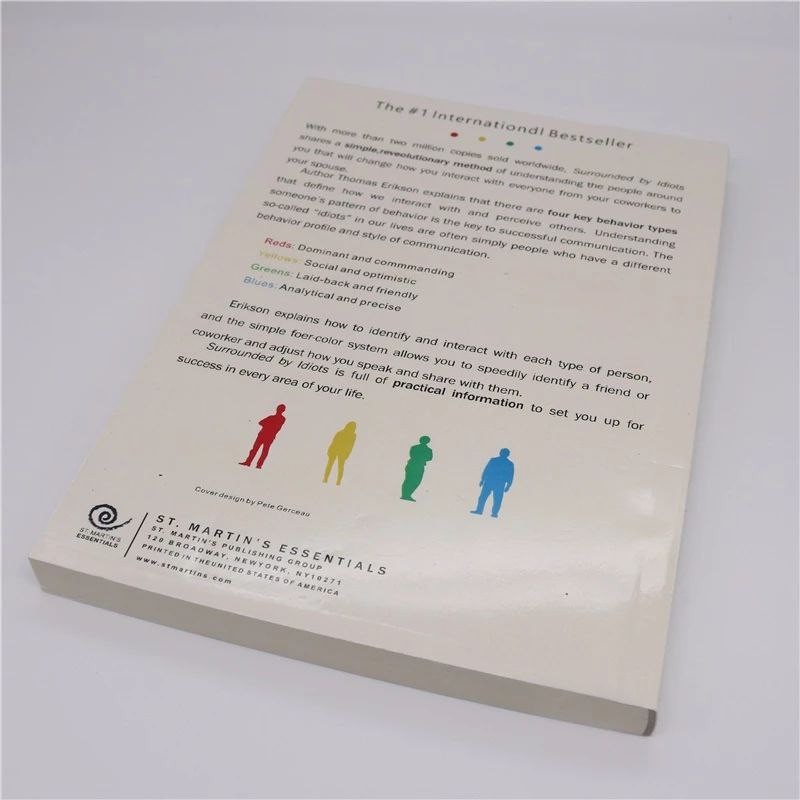 The #1 Internationdl Bestseller
With more than two million copies sold worldwide, Surrounded by Idiots
shares a simple,reveolutionary method of understanding the people around
you that will change how you interact with everyone from your coworkers to
your spouse.
Author Thomas Erikson explains that there are four key behavior types
that define how we interact with and perceive others. Understanding
someone's pattern of behavior is the key to successful communication. The
so-called "idiots" in our lives are often simply people who have a different
behavior profile and style of communication.
Reds: Dominant and commmanding
Yellows: Social and optimistic
Greens: Laid-back and friendly
Blues: Analytical and precise
Erikson explains how to identify and interact with each type of person,
and the simple foer-color system allows you to speedily identify a friend or
coworker and adjust how you speak and share with them.
Surrounded by Idiots is full of practical information to set you up for
success in every area of your life.
Cover design by Pete Gerceau
ST. MARTIN'S
ESSENTIALS
ST. MARTIN'S ESSENTIALS
ST. MARTIN'S PUBLISHING GROUP
120 BROADWAY, NEWYORK, NY10271
PRINTED IN THEUNITED STATES OF AMERICA
www.stmartins.com